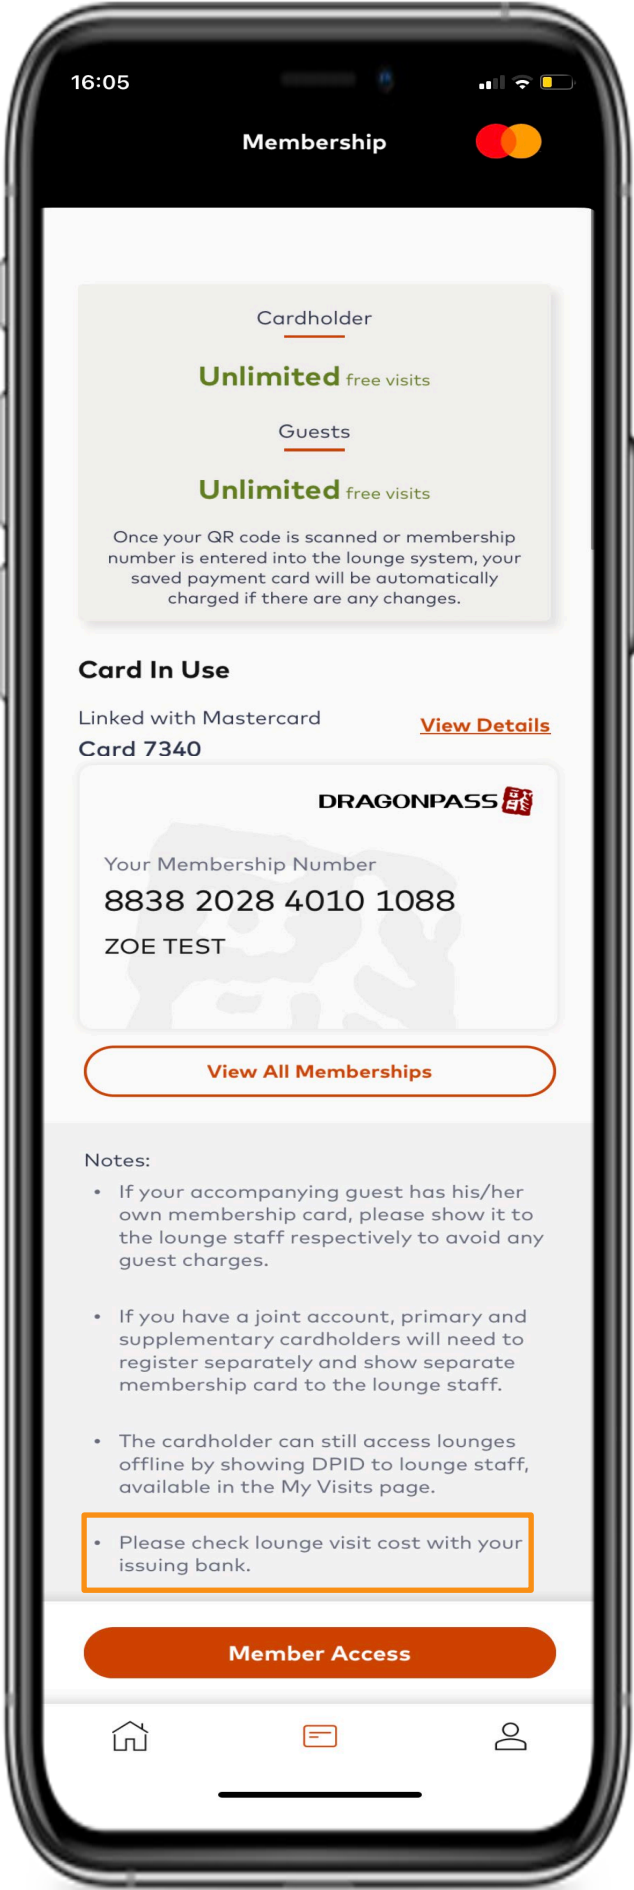 16:05
Membership
Cardholder
Unlimited free visits
Guests
Unlimited free visits
Once your QR code is scanned or membership
number is entered into the lounge system, your
saved payment card will be automatically
charged if there are any changes.
Card In Use
Linked with Mastercard
View Details
Card 7340
DRAGONPASS 龍
Your Membership Number
8838 2028 4010 1088
ZOE TEST
View All Memberships
Notes:
• If your accompanying guest has his/her
own membership card, please show it to
the lounge staff respectively to avoid any
guest charges.
• If you have a joint account, primary and
supplementary cardholders will need to
register separately and show separate
membership card to the lounge staff.
• The cardholder can still access lounges
offline by showing DPID to lounge staff,
available in the My Visits page.
• Please check lounge visit cost with your
issuing bank.
Member Access